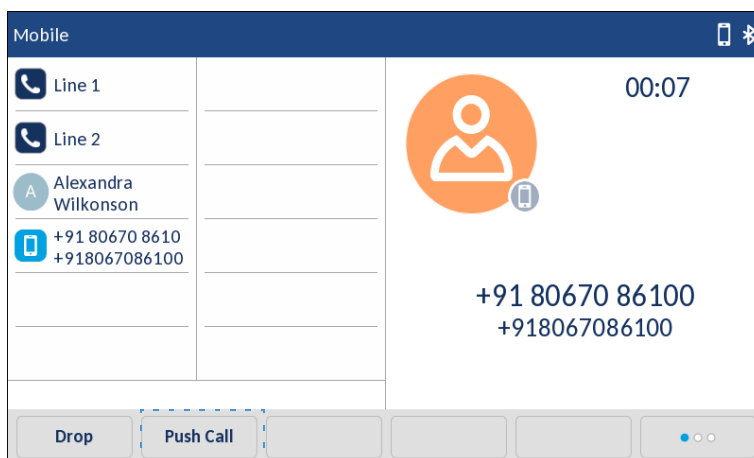 Mobile
Line 1
Line 2
A
Alexandra
Wilkonson
+91 80670 8610
+918067086100
00:07
+91 80670 86100
+918067086100
Drop
Push Call